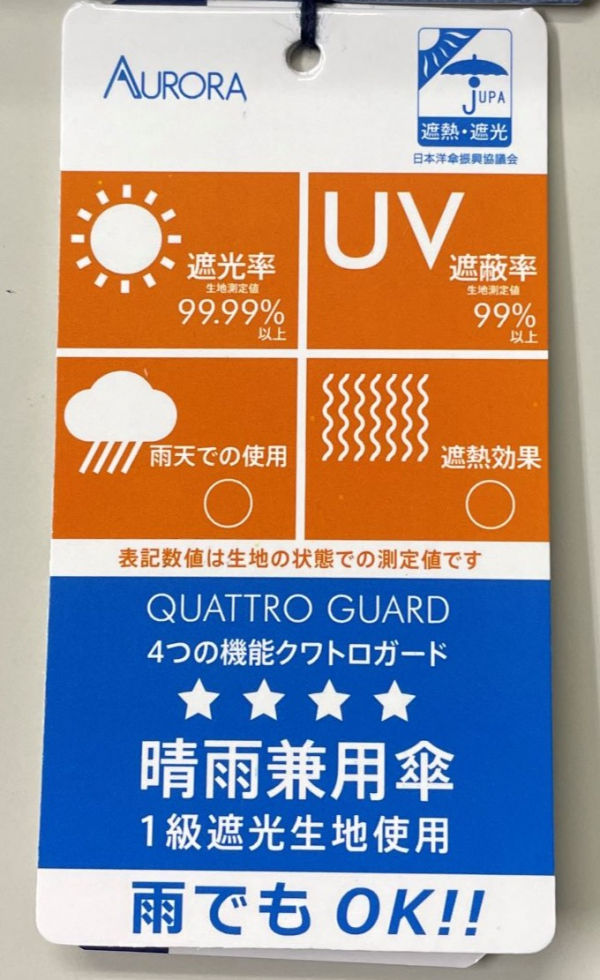 AURORA
JUPA
遮熱・遮光
日本洋傘振興協議会
遮光率
生地測定値
99.99%
以上
UV
遮蔽率
生地測定値
99%
以上
雨天での使用
遮熱効果
表記数値は生地の状態での測定値です
QUATTRO GUARD
4つの機能クワトロガード
晴雨兼用傘
1級遮光生地使用
雨でもOK!!